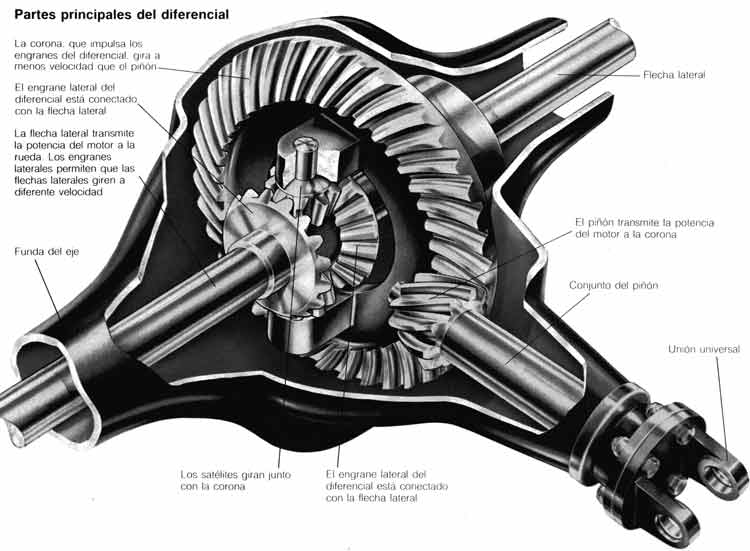 Partes principales del diferencial
La corona, que impulsa los
engranes del diferencial, gira a
menos velocidad que el piñón
El engrane lateral del
diferencial está conectado
con la flecha lateral
La flecha lateral transmite
la potencia del motor a la
rueda. Los engranes
laterales permiten que las
flechas laterales giren a
diferente velocidad
Funda del eje
Flecha lateral
El piñón transmite la potencia
del motor a la corona
Conjunto del piñón
Unión universal
Los satélites giran junto
con la corona
El engrane lateral del
diferencial está conectado
con la flecha lateral